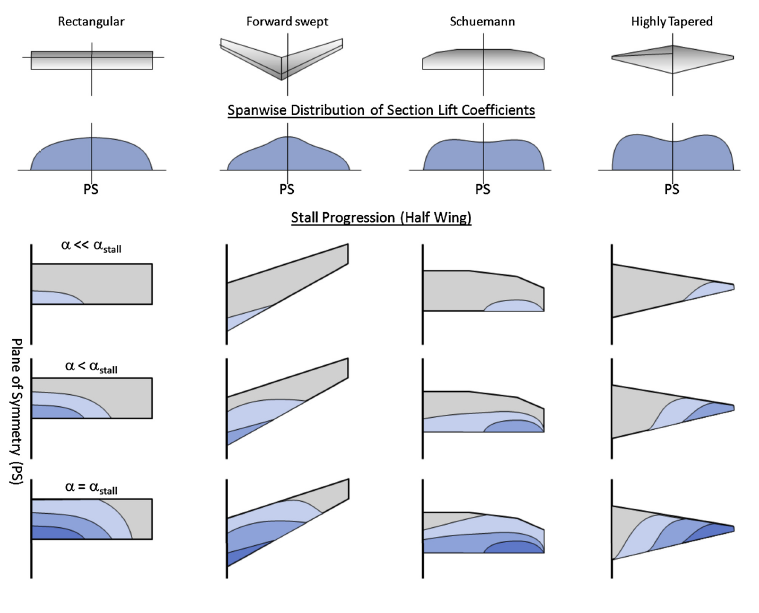 Rectangular
Forward swept
Schuemann
Highly Tapered
Spanwise Distribution of Section Lift Coefficients
PS
PS
PS
PS
Stall Progression (Half Wing)
α << αstall
α < αstall
α = αstall
Plane of Symmetry (PS)